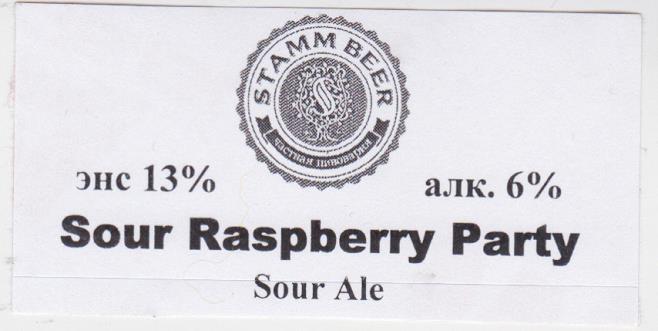 STAMM BEER
частная пивоварня
энс 13%
алк. 6%
Sour Raspberry Party
Sour Ale